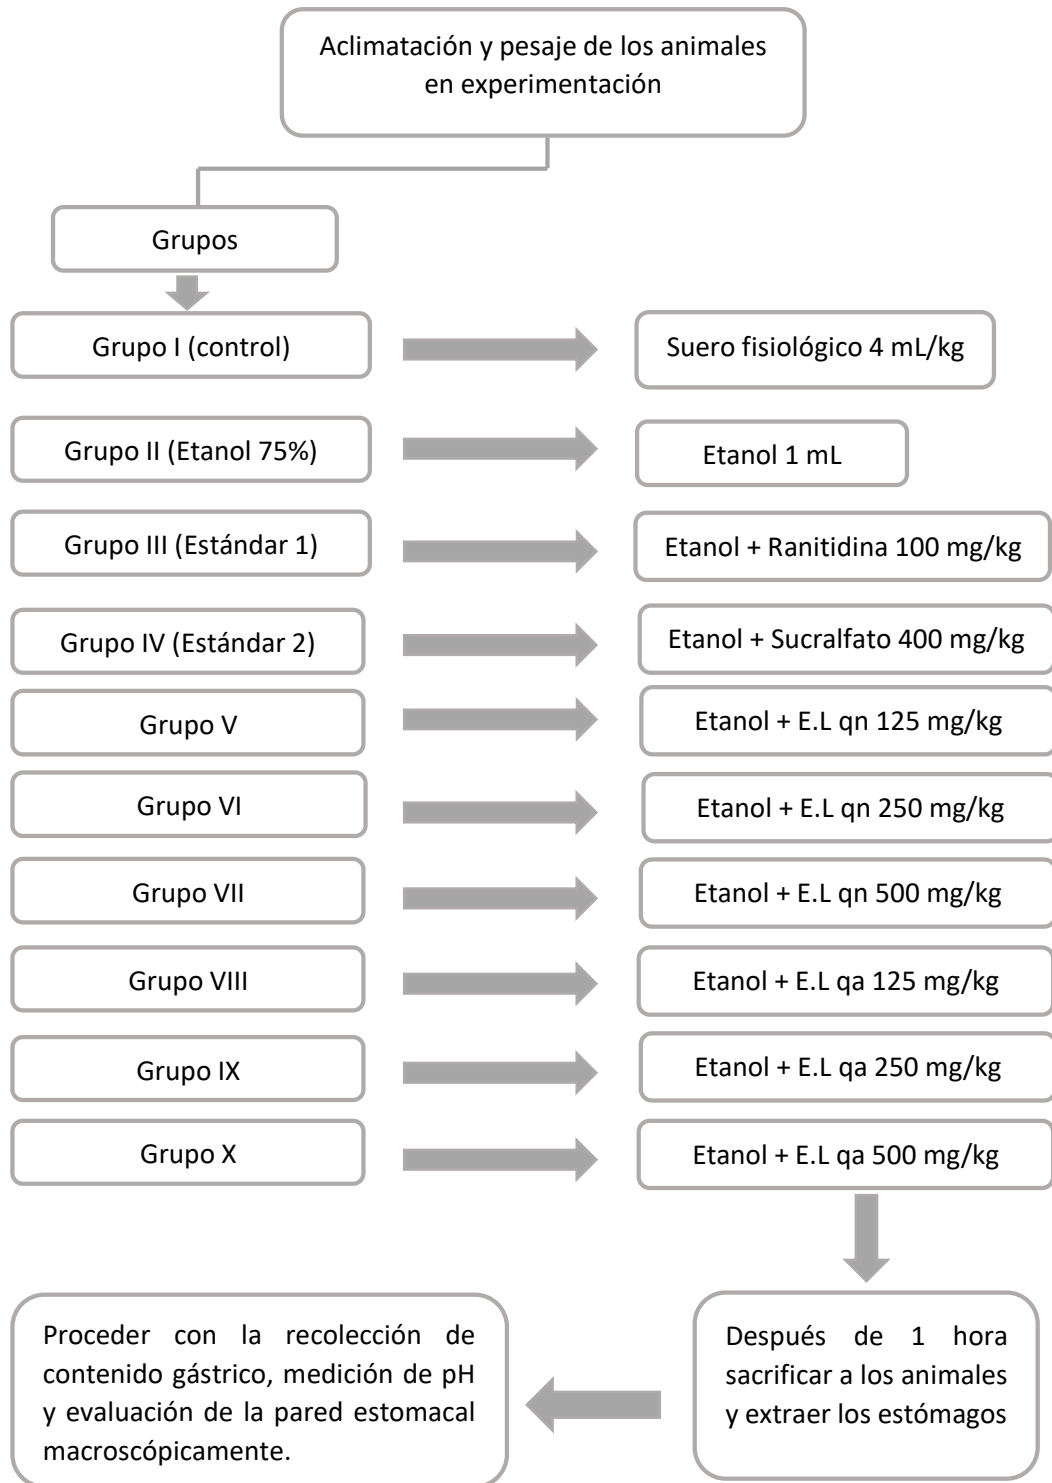 Aclimatación y pesaje de los animales
en experimentación
Grupos
Grupo I (control)
Suero fisiológico 4 mL/kg
Grupo II (Etanol 75%)
Etanol 1 mL
Grupo III (Estándar 1)
Etanol + Ranitidina 100 mg/kg
Grupo IV (Estándar 2)
Etanol + Sucralfato 400 mg/kg
Grupo V
Etanol + E.L qn 125 mg/kg
Grupo VI
Etanol + E.L qn 250 mg/kg
Grupo VII
Etanol + E.L qn 500 mg/kg
Grupo VIII
Etanol + E.L qa 125 mg/kg
Grupo IX
Etanol + E.L qa 250 mg/kg
Grupo X
Etanol + E.L qa 500 mg/kg
Después de 1 hora
sacrificar a los animales
y extraer los estómagos
Proceder con la recolección de
contenido gástrico, medición de pH
y evaluación de la pared estomacal
macroscópicamente.